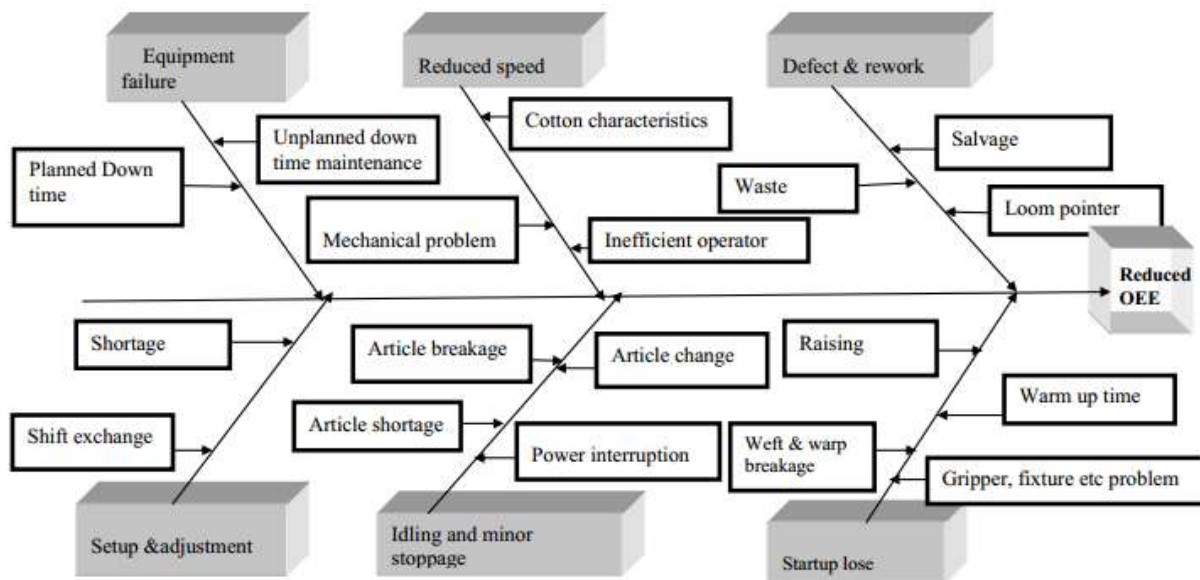 Equipment
failure
Reduced speed
Defect & rework
Cotton characteristics
Unplanned down
time maintenance
Salvage
Planned Down
time
Waste
Loom pointer
Mechanical problem
Inefficient operator
Reduced
OEE
Shortage
Article breakage
Article change
Raising
Warm up time
Shift exchange
Article shortage
Power interruption
Weft & warp
breakage
Gripper, fixture etc problem
Setup &adjustment
Idling and minor
stoppage
Startup lose